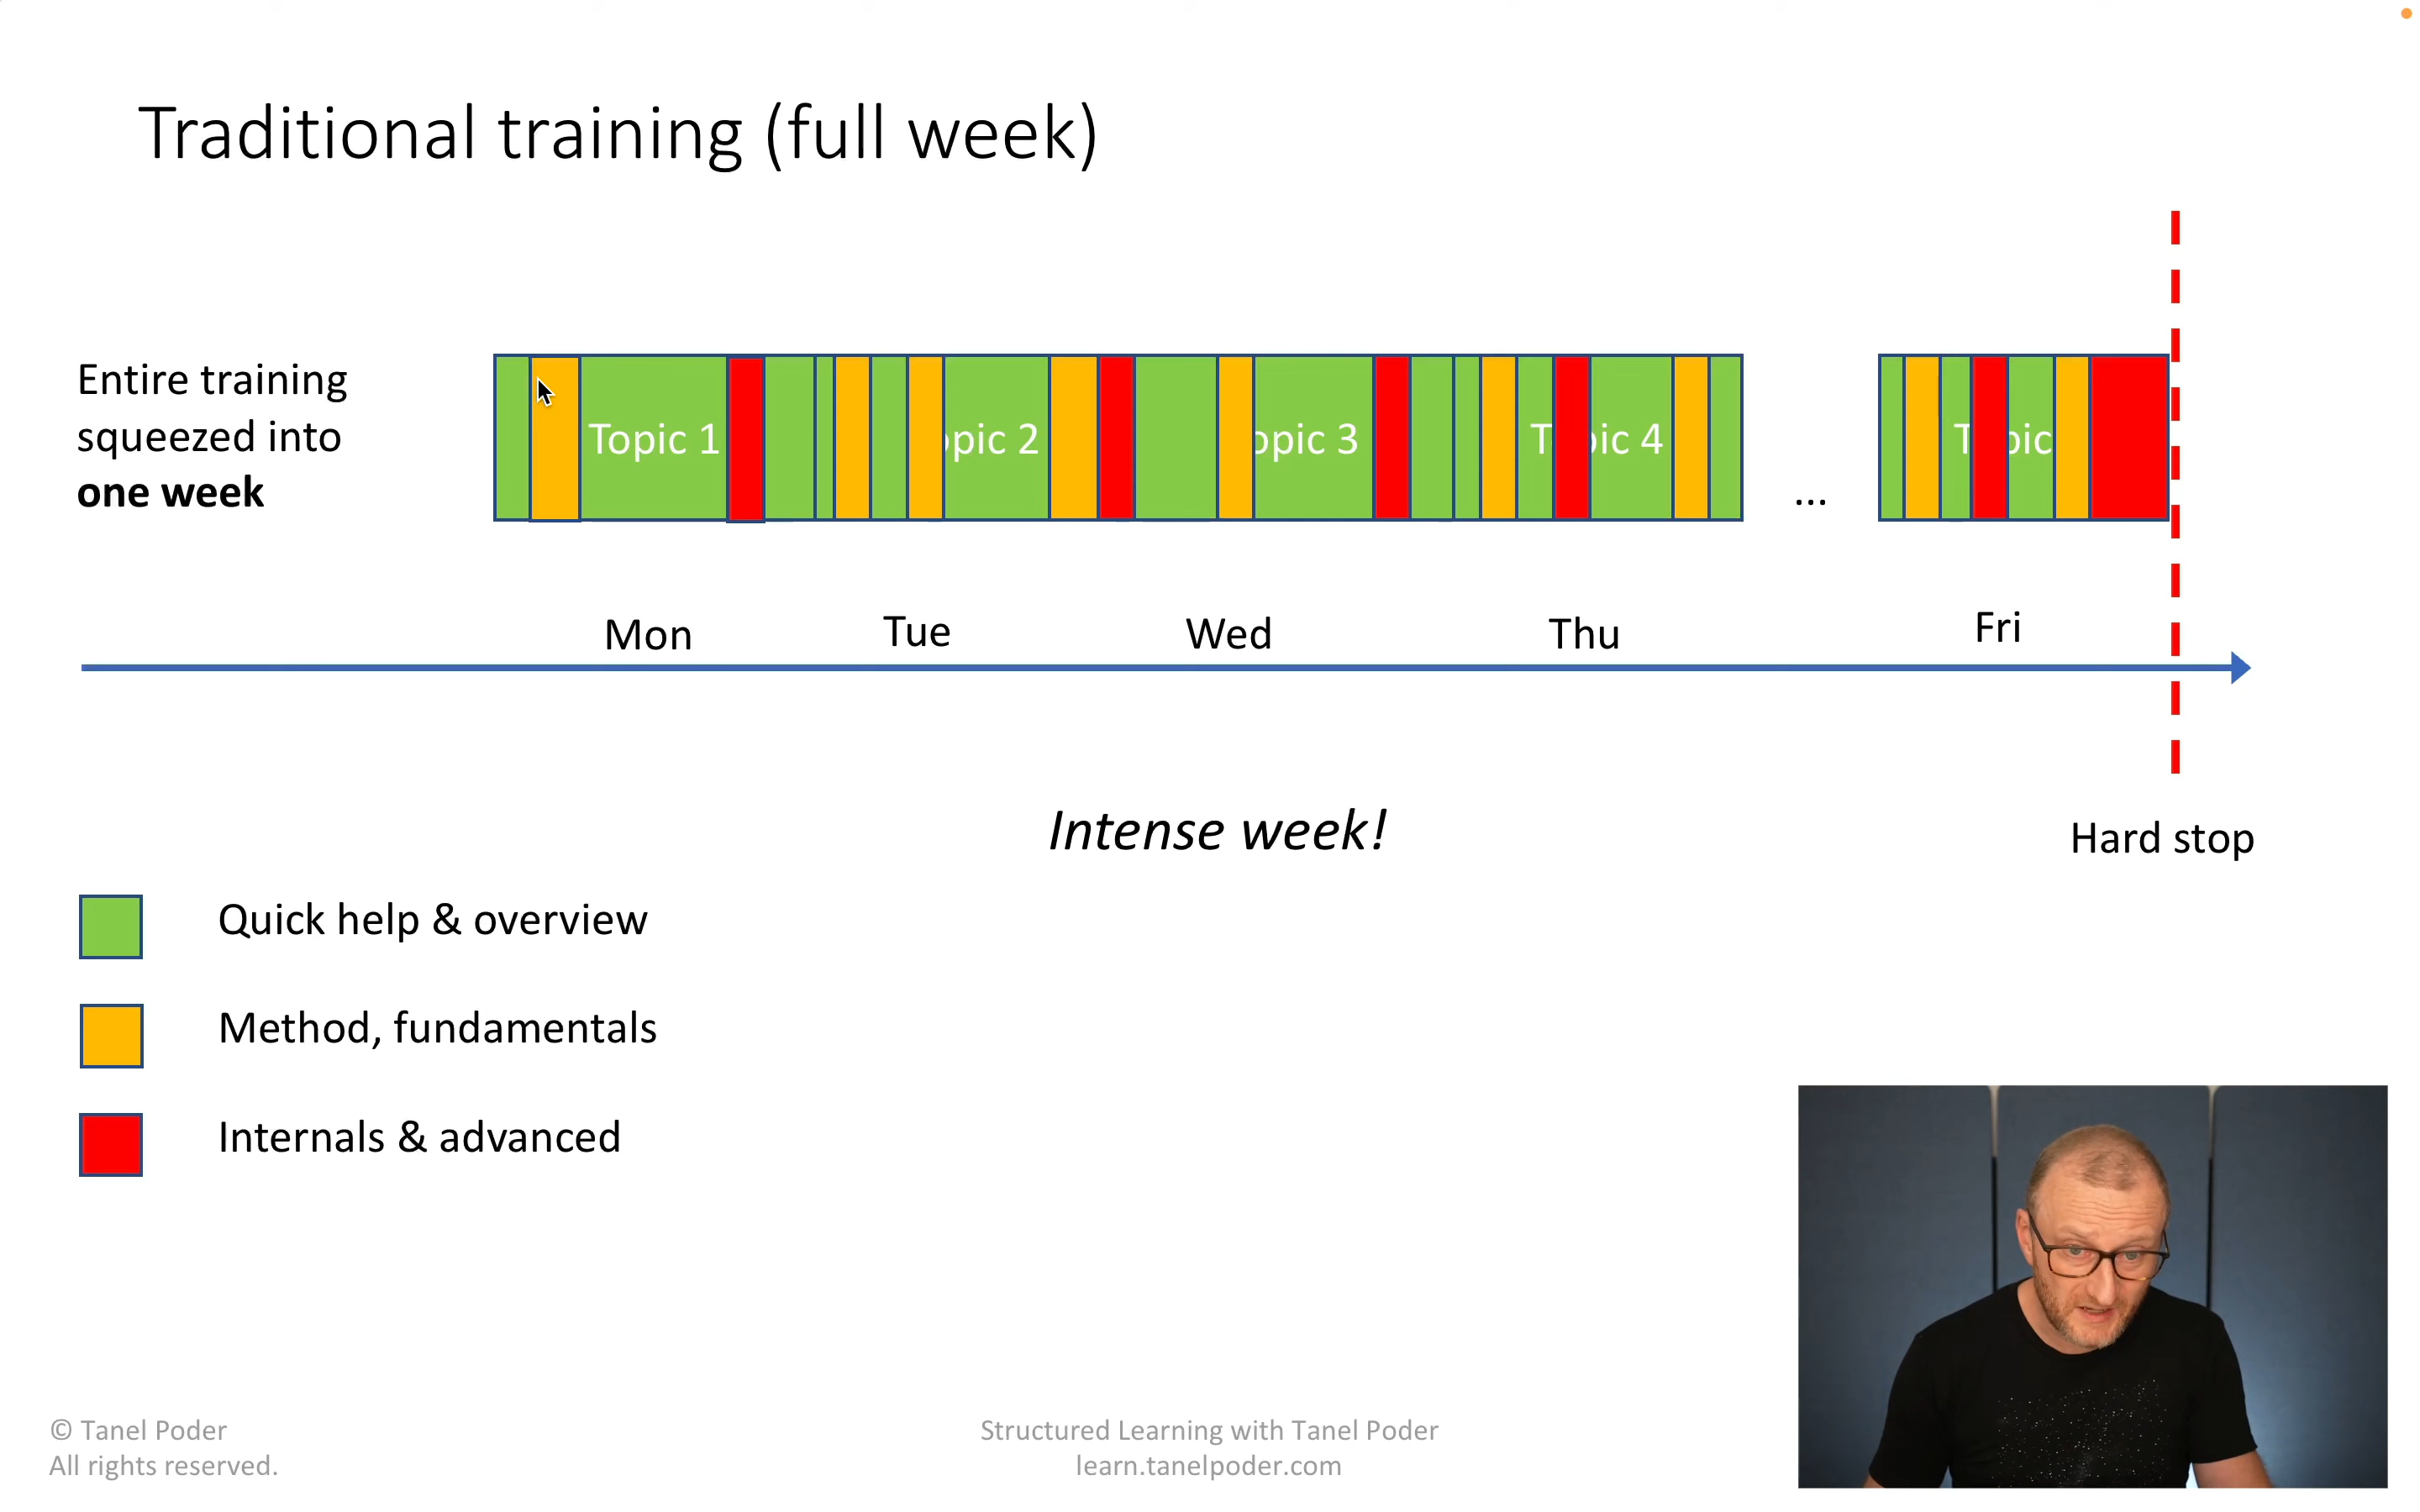 Traditional training (full week)
Entire training
squeezed into
one week
Topic 1
opic 2
opic 3
T ic 4
...
T pic
Mon
Tue
Wed
Thu
Fri
Intense week!
Hard stop
Quick help & overview
Method, fundamentals
Internals & advanced
© Tanel Poder
All rights reserved.
Structured Learning with Tanel Poder
learn.tanelpoder.com